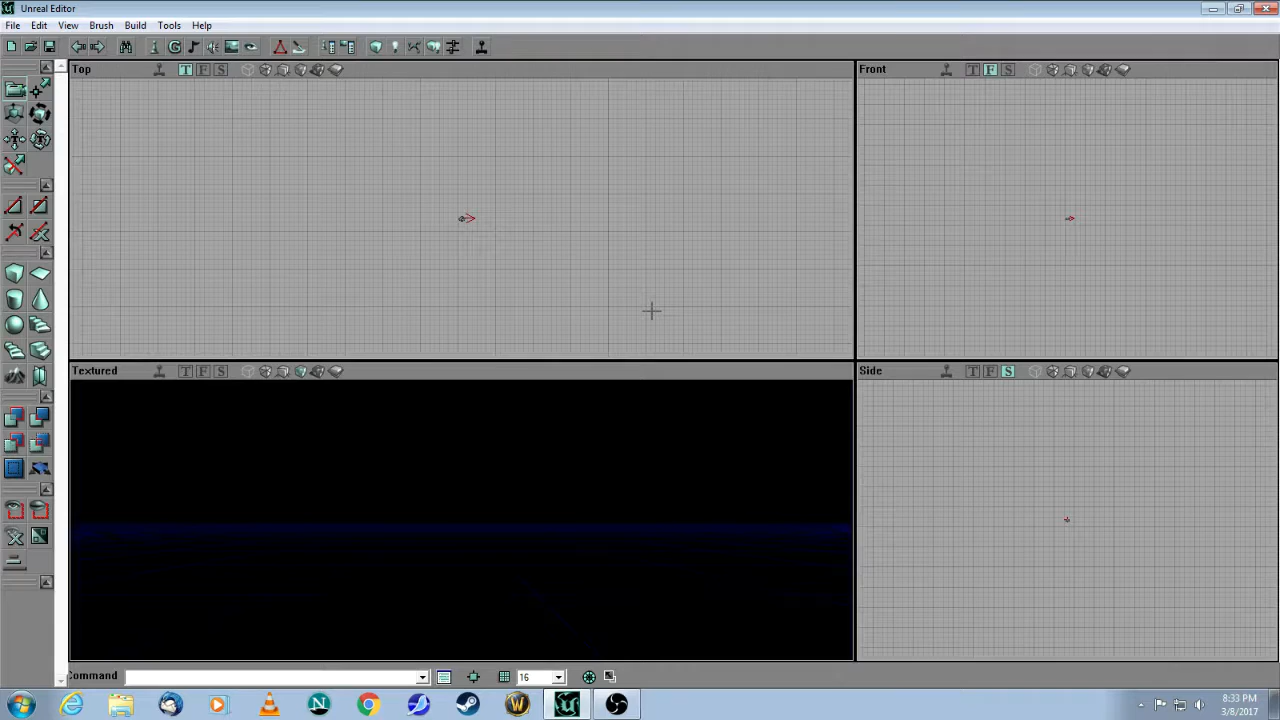 Unreal Editor
File Edit View Brush Build Tools Help
Top T F S
Front T F S
Textured T F S
Side T F S
Command 16
8:33 PM
3/8/2017